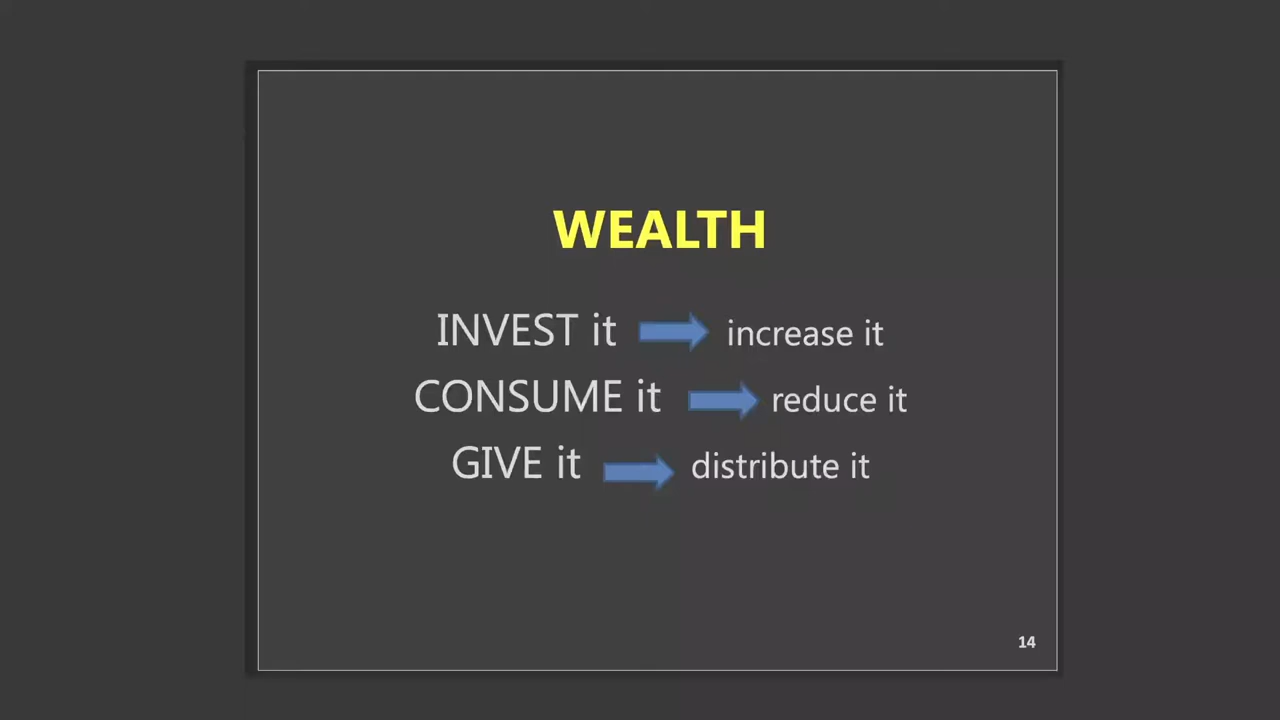 WEALTH
INVEST it increase it
CONSUME it reduce it
GIVE it distribute it
14